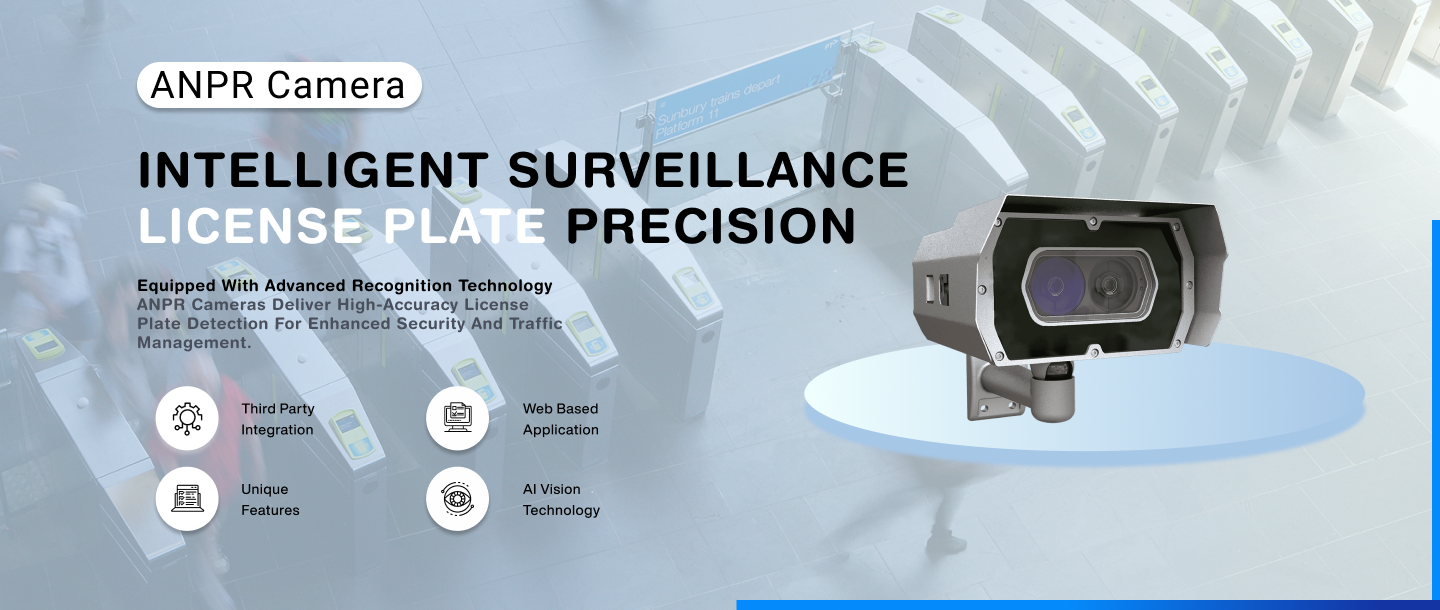 ANPR Camera
Sunbury trains depart
Platform 11
INTELLIGENT SURVEILLANCE
LICENSE PLATE PRECISION
Equipped With Advanced Recognition Technology
ANPR Cameras Deliver High-Accuracy License
Plate Detection For Enhanced Security And Traffic
Management.
Third Party
Integration
Web Based
Application
Unique
Features
AI Vision
Technology